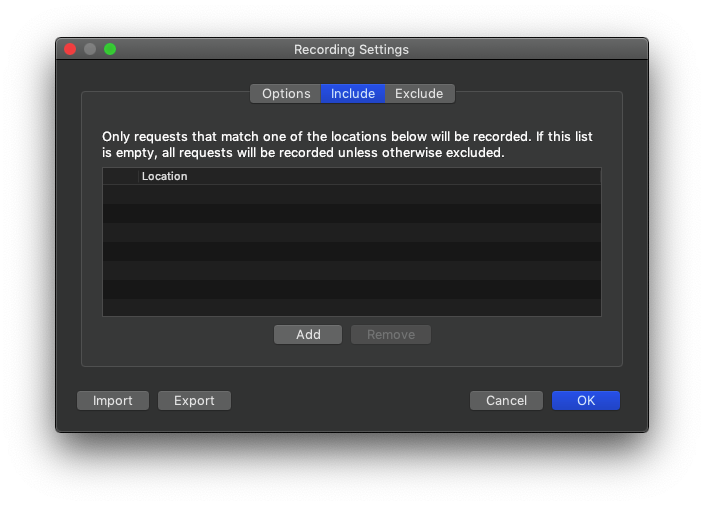 Recording Settings
Options Include Exclude
Only requests that match one of the locations below will be recorded. If this list
is empty, all requests will be recorded unless otherwise excluded.
Location
Add Remove
Import Export Cancel OK